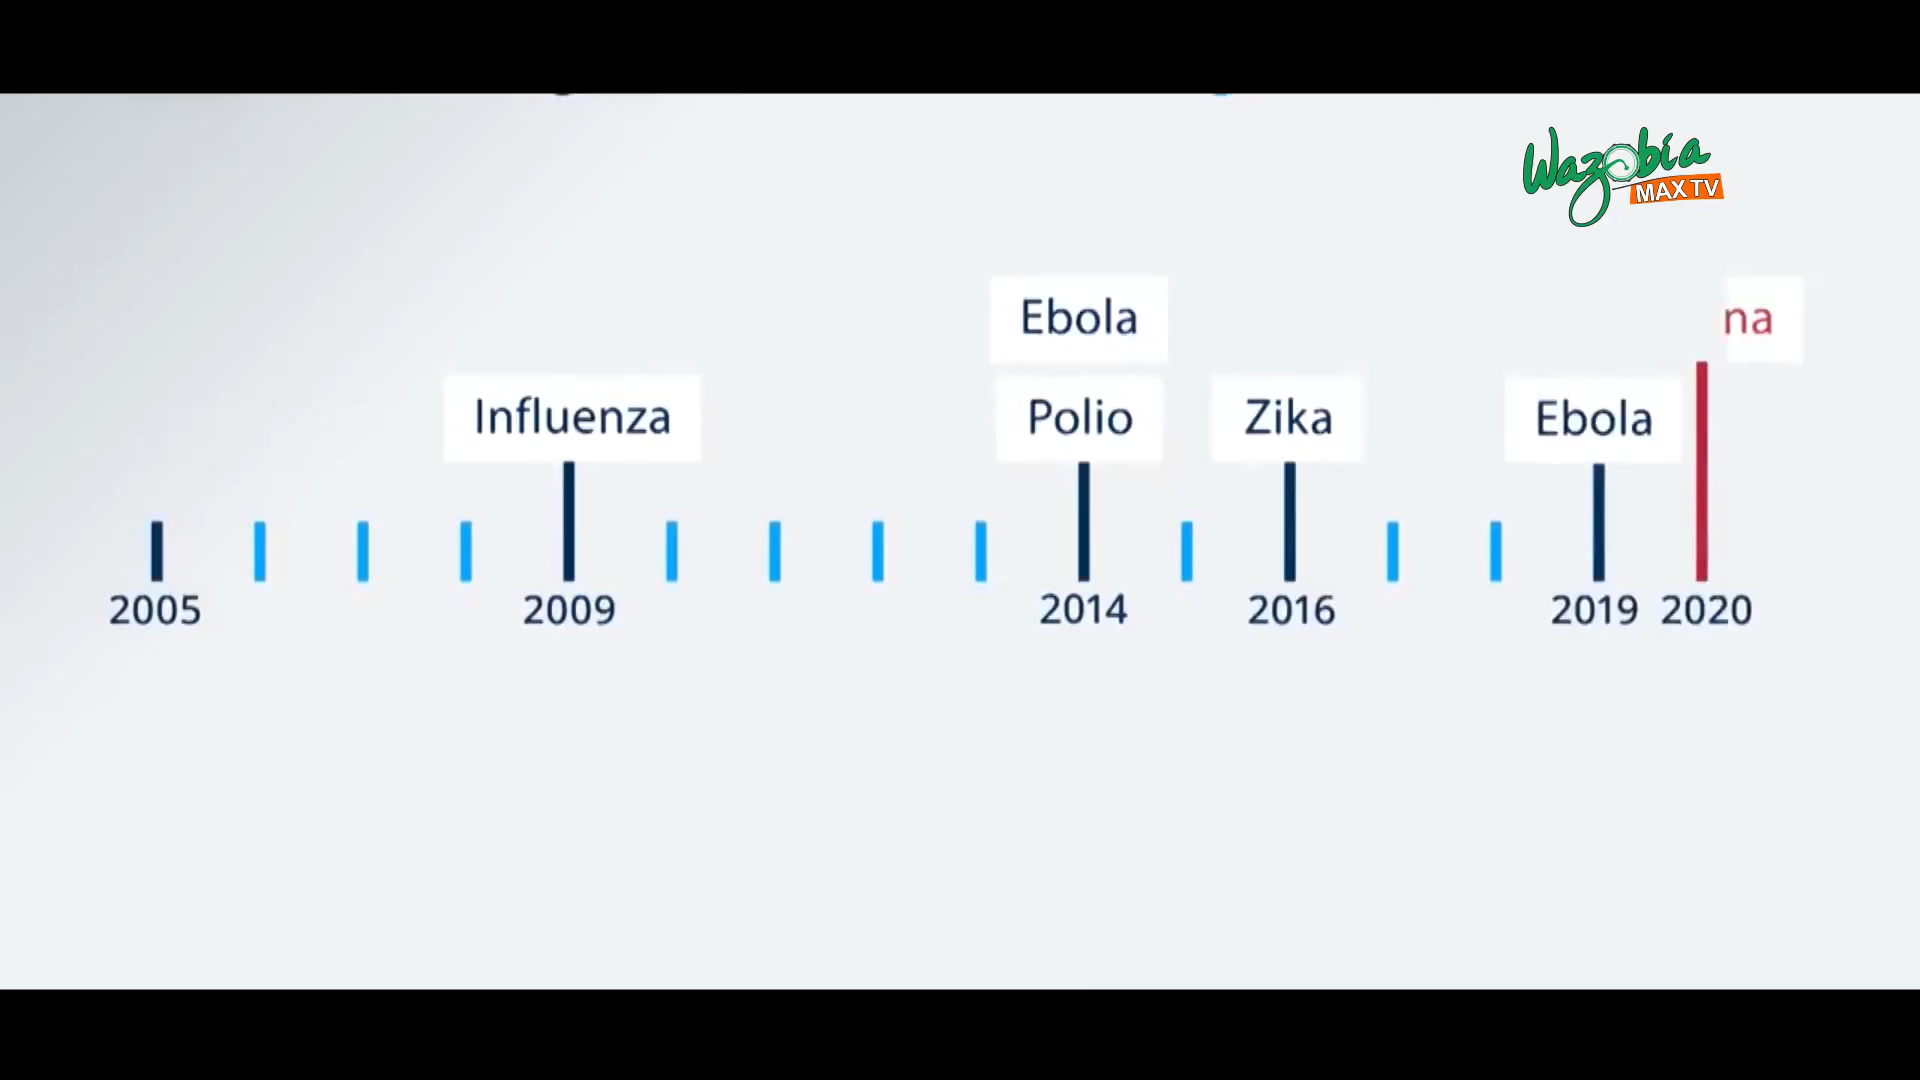 Wazobia
MAX TV
Ebola
na
Influenza
Polio
Zika
Ebola
2005
2009
2014
2016
2019
2020